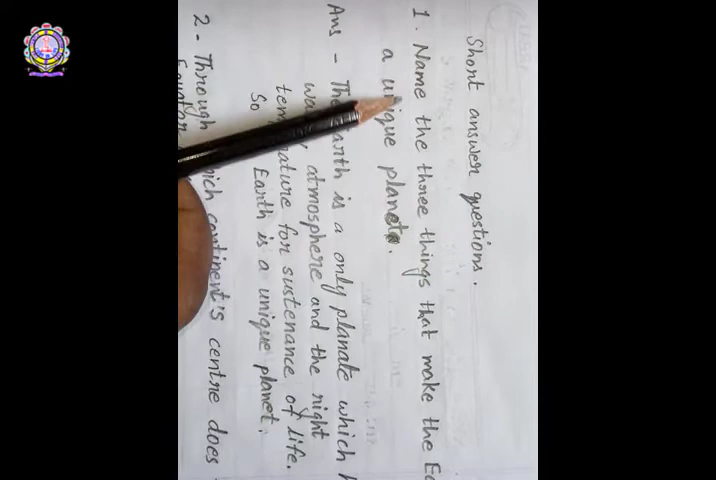 Short answer questions.
1. Name the three things that make the
a unique planet.
Ans - The Earth is a only planate which
atmosphere and the right
temperature for sustenance of life.
So Earth is a unique planet.
2 - Through which continent's centre does